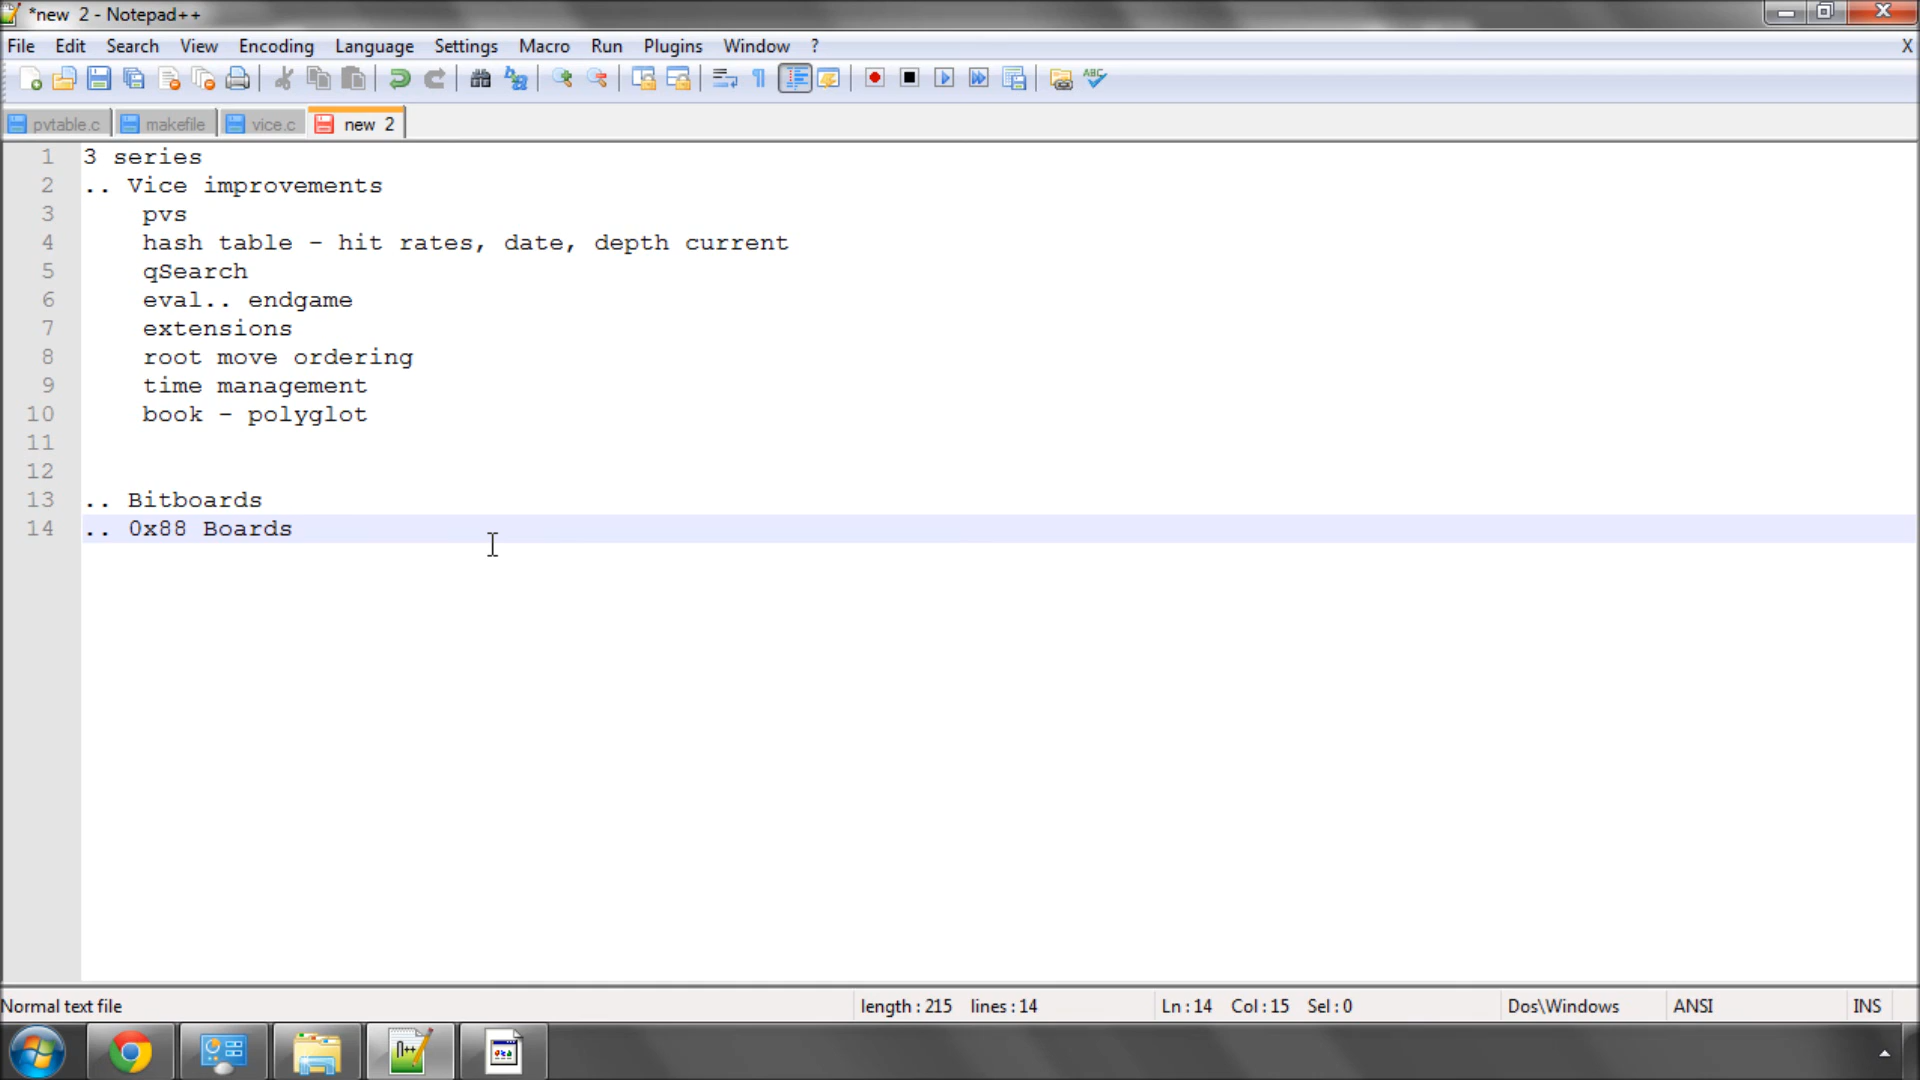 *new 2 - Notepad++
File Edit Search View Encoding Language Settings Macro Run Plugins Window ? X
ABC
pvtable.c makefile vice.c new 2
1 3 series
2 .. Vice improvements
3 pvs
4 hash table - hit rates, date, depth current
5 qSearch
6 eval.. endgame
7 extensions
8 root move ordering
9 time management
10 book - polyglot
11
12
13 .. Bitboards
14 .. 0x88 Boards
Normal text file length : 215 lines : 14 Ln : 14 Col : 15 Sel : 0 Dos\Windows ANSI INS